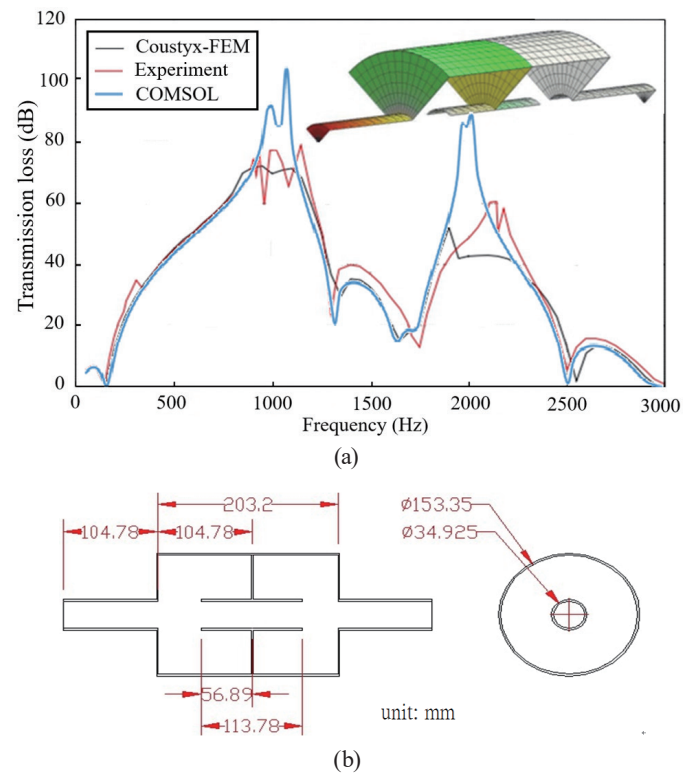 120
100
80
60
40
20
0
Transmission loss (dB)
Coustyx-FEM
Experiment
COMSOL
0 500 1000 1500 2000 2500 3000
Frequency (Hz)
(a)
203.2
104.78 104.78
56.89
113.78
Ø153.35
Ø34.925
unit: mm
(b)